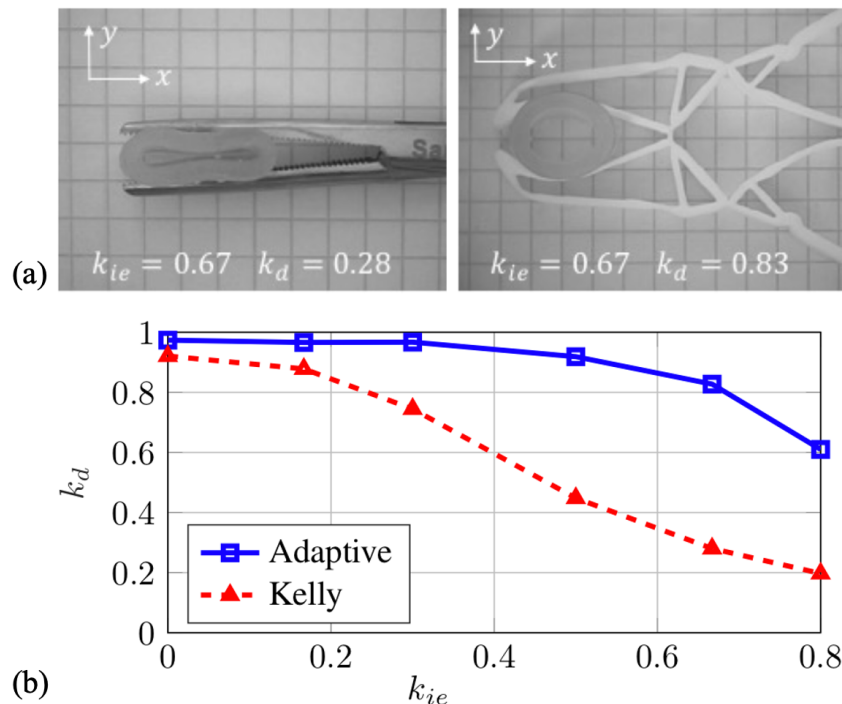 y
x
Sa
k_ie = 0.67 k_d = 0.28
y
x
k_ie = 0.67 k_d = 0.83
(a)
1
0.8
0.6
0.4
0.2
0
k_d
Adaptive
Kelly
0 0.2 0.4 0.6 0.8
k_ie
(b)